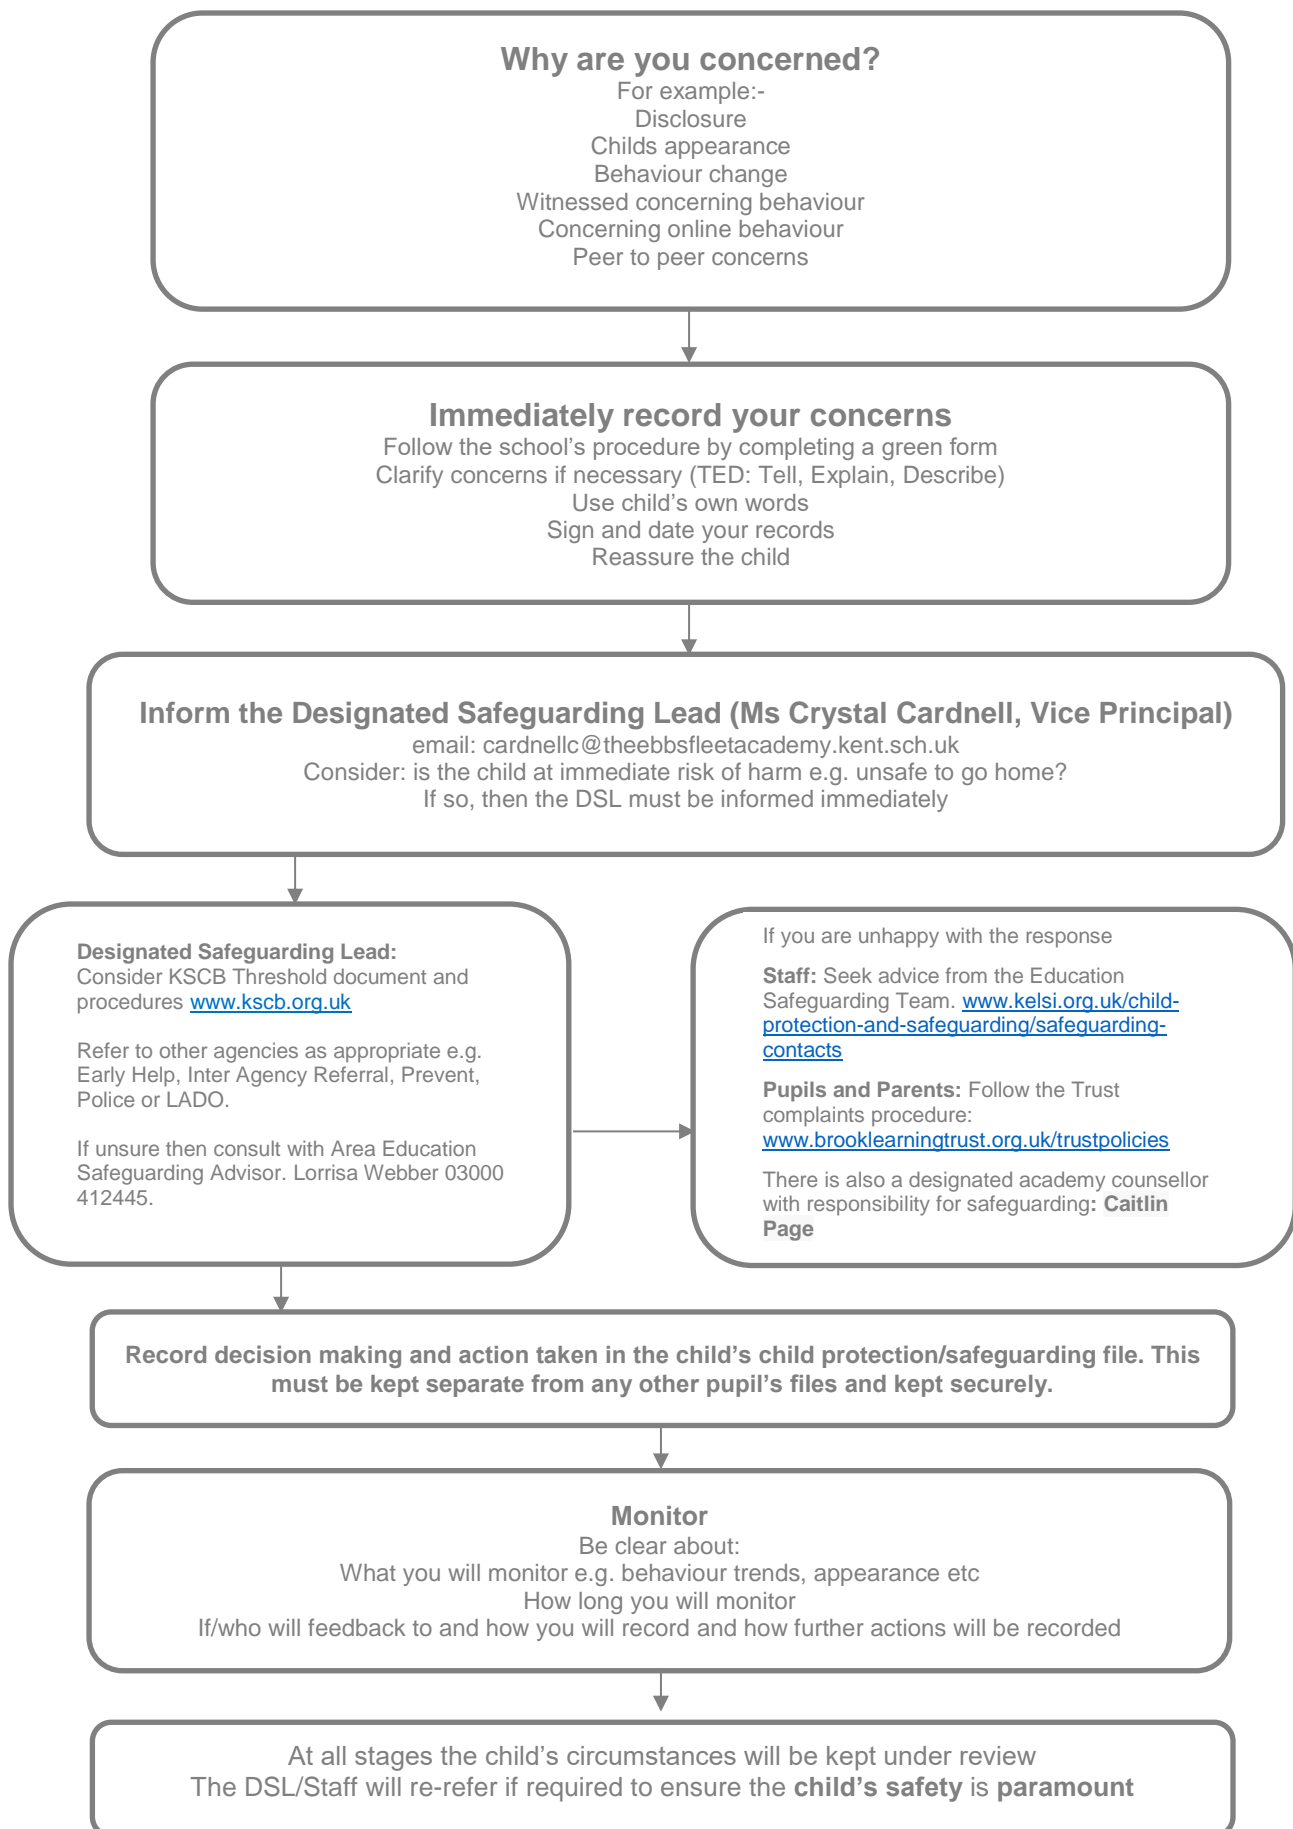 Why are you concerned?
For example:-
Disclosure
Childs appearance
Behaviour change
Witnessed concerning behaviour
Concerning online behaviour
Peer to peer concerns
Immediately record your concerns
Follow the school's procedure by completing a green form
Clarify concerns if necessary (TED: Tell, Explain, Describe)
Use child's own words
Sign and date your records
Reassure the child
Inform the Designated Safeguarding Lead (Ms Crystal Cardnell, Vice Principal)
email: cardnellc@theebbsfleetacademy.kent.sch.uk
Consider: is the child at immediate risk of harm e.g. unsafe to go home?
If so, then the DSL must be informed immediately
Designated Safeguarding Lead:
Consider KSCB Threshold document and
procedures www.kscb.org.uk
Refer to other agencies as appropriate e.g.
Early Help, Inter Agency Referral, Prevent,
Police or LADO.
If unsure then consult with Area Education
Safeguarding Advisor. Lorrisa Webber 03000
412445.
If you are unhappy with the response
Staff: Seek advice from the Education
Safeguarding Team. www.kelsi.org.uk/child-
protection-and-safeguarding/safeguarding-
contacts
Pupils and Parents: Follow the Trust
complaints procedure:
www.brooklearningtrust.org.uk/trustpolicies
There is also a designated academy counsellor
with responsibility for safeguarding: Caitlin
Page
Record decision making and action taken in the child's child protection/safeguarding file. This
must be kept separate from any other pupil's files and kept securely.
Monitor
Be clear about:
What you will monitor e.g. behaviour trends, appearance etc
How long you will monitor
If/who will feedback to and how you will record and how further actions will be recorded
At all stages the child's circumstances will be kept under review
The DSL/Staff will re-refer if required to ensure the child's safety is paramount